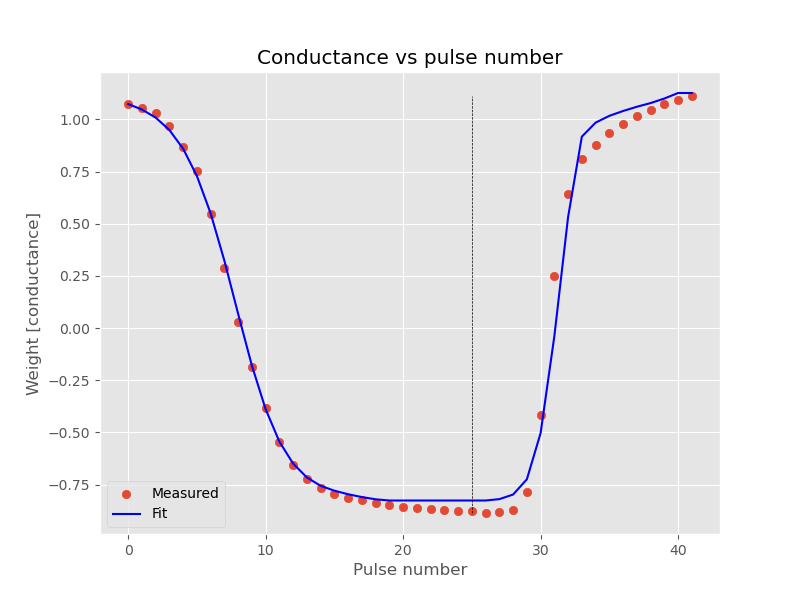 Conductance vs pulse number
Weight [conductance]
1.00
0.75
0.50
0.25
0.00
−0.25
−0.50
−0.75
Measured
Fit
0 10 20 30 40
Pulse number